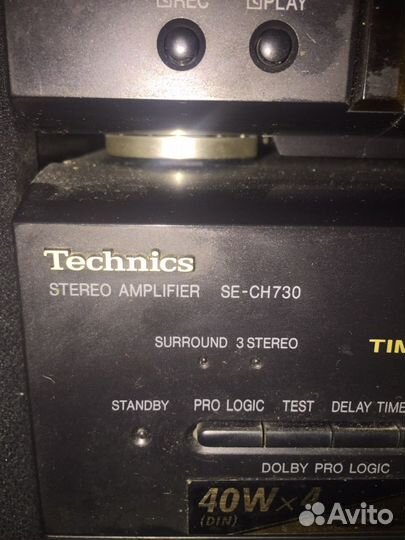 REC PLAY
Technics
STEREO AMPLIFIER SE-CH730
SURROUND 3 STEREO
TIM
STANDBY PRO LOGIC TEST DELAY TIME
DOLBY PRO LOGIC
40W×4
(DIN)
Avito